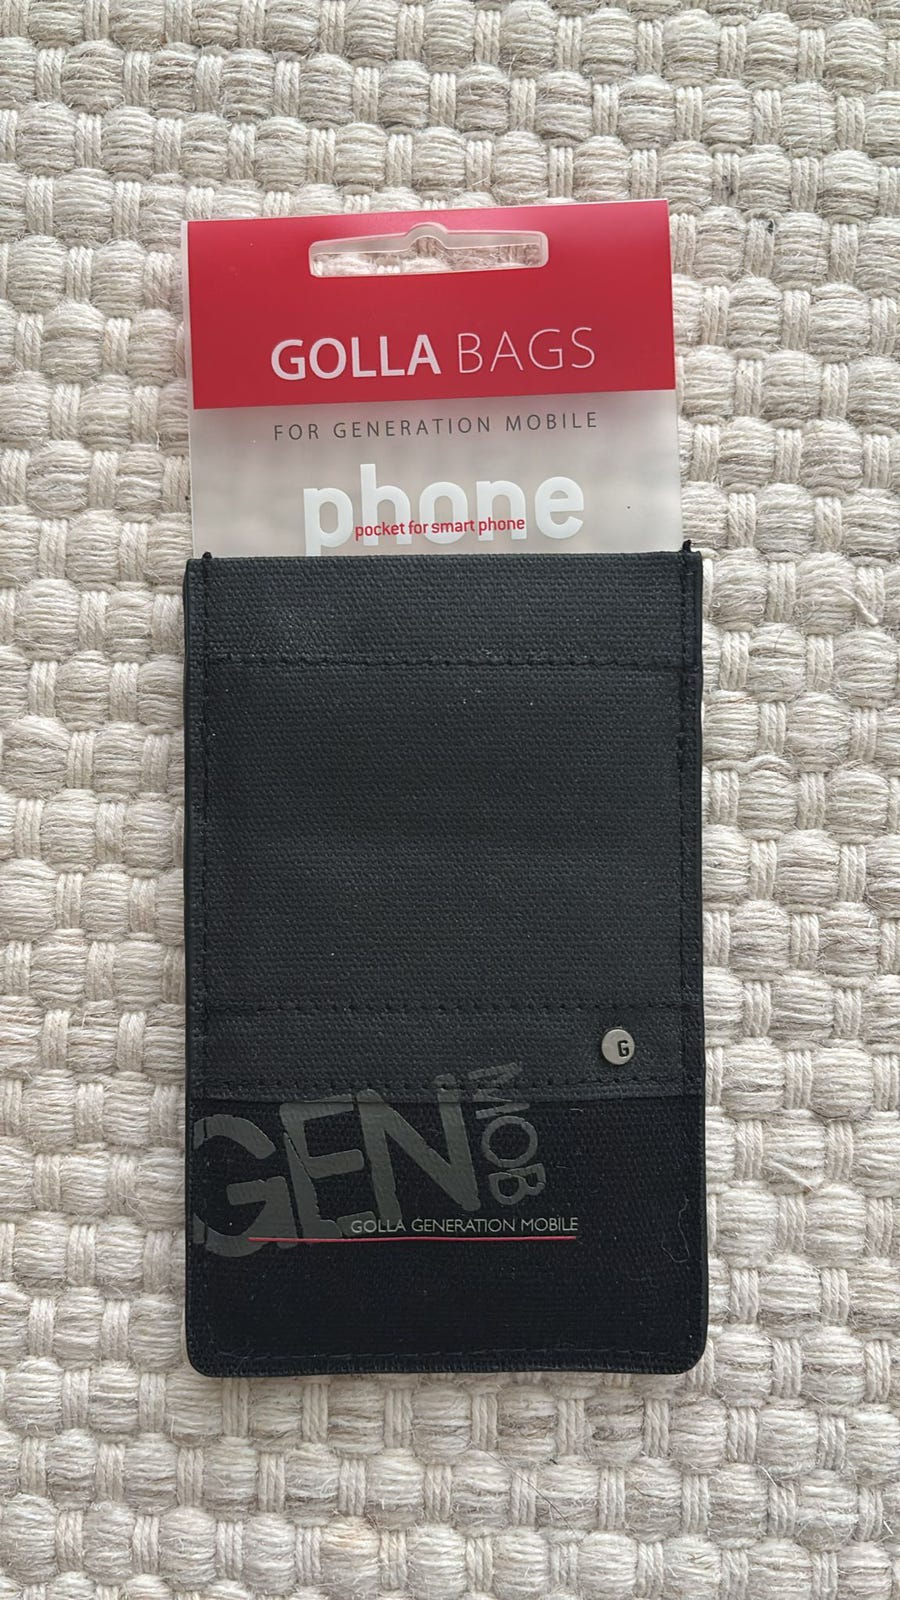 GOLLA BAGS
FOR GENERATION MOBILE
phone
pocket for smart phone
G
GEN
MOB
GOLLA GENERATION MOBILE